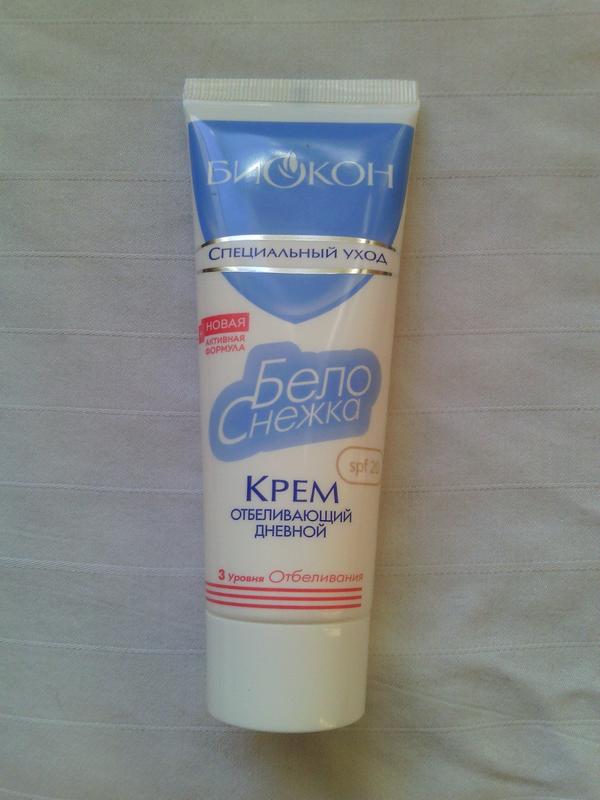 БИОКОН
Специальный уход
НОВАЯ
АКТИВНАЯ
ФОРМУЛА
Бело
Снежка
spf 20
Крем
ОТБЕЛИВАЮЩИЙ
ДНЕВНОЙ
3 уровня Отбеливания